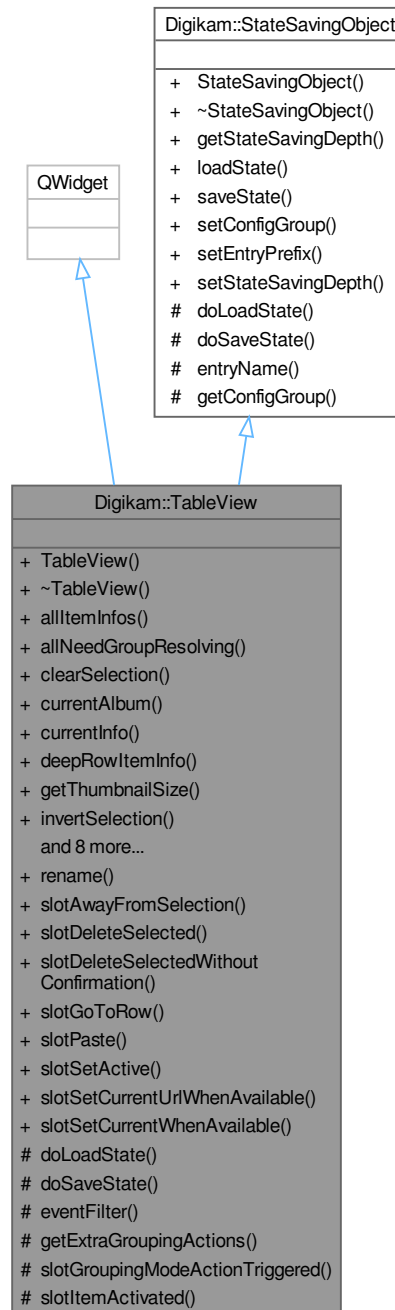 Digikam::StateSavingObject
+ StateSavingObject()
+ ~StateSavingObject()
+ getStateSavingDepth()
+ loadState()
+ saveState()
+ setConfigGroup()
+ setEntryPrefix()
+ setStateSavingDepth()
# doLoadState()
# doSaveState()
# entryName()
# getConfigGroup()
QWidget
Digikam::TableView
+ TableView()
+ ~TableView()
+ allItemInfos()
+ allNeedGroupResolving()
+ clearSelection()
+ currentAlbum()
+ currentInfo()
+ deepRowItemInfo()
+ getThumbnailSize()
+ invertSelection()
and 8 more...
+ rename()
+ slotAwayFromSelection()
+ slotDeleteSelected()
+ slotDeleteSelectedWithout
Confirmation()
+ slotGoToRow()
+ slotPaste()
+ slotSetActive()
+ slotSetCurrentUrlWhenAvailable()
+ slotSetCurrentWhenAvailable()
# doLoadState()
# doSaveState()
# eventFilter()
# getExtraGroupingActions()
# slotGroupingModeActionTriggered()
# slotItemActivated()